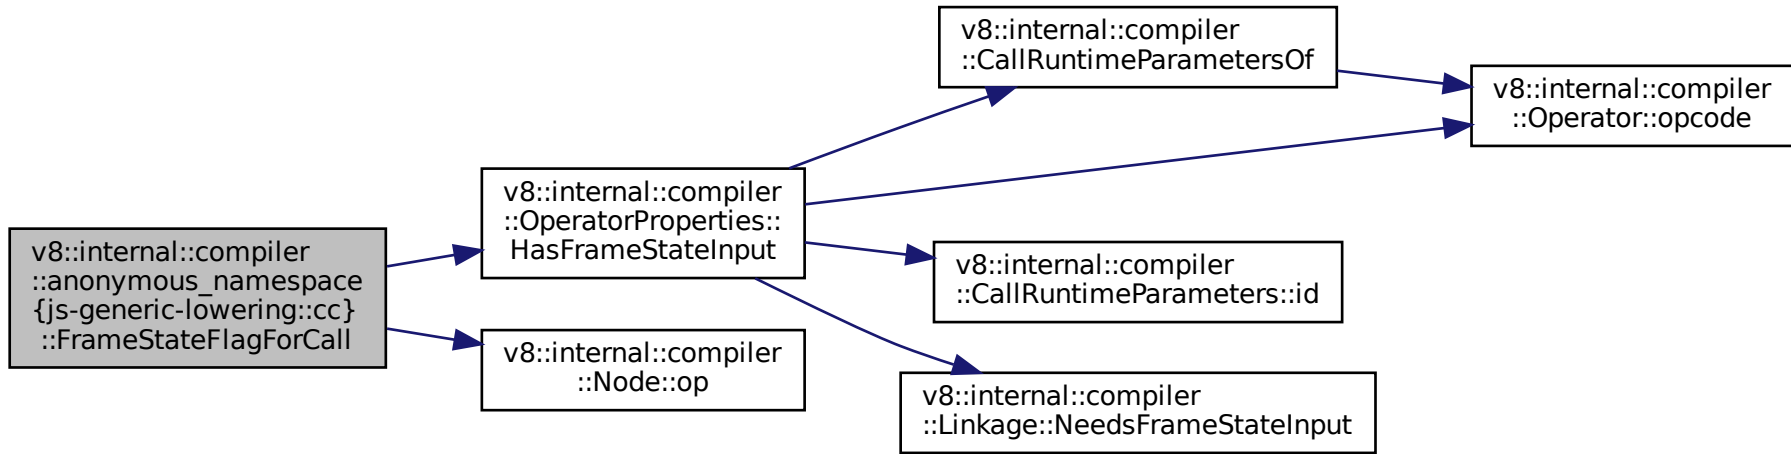 v8::internal::compiler
::anonymous_namespace
{js-generic-lowering::cc}
::FrameStateFlagForCall
v8::internal::compiler
::OperatorProperties::
HasFrameStateInput
v8::internal::compiler
::Node::op
v8::internal::compiler
::CallRuntimeParametersOf
v8::internal::compiler
::CallRuntimeParameters::id
v8::internal::compiler
::Linkage::NeedsFrameStateInput
v8::internal::compiler
::Operator::opcode